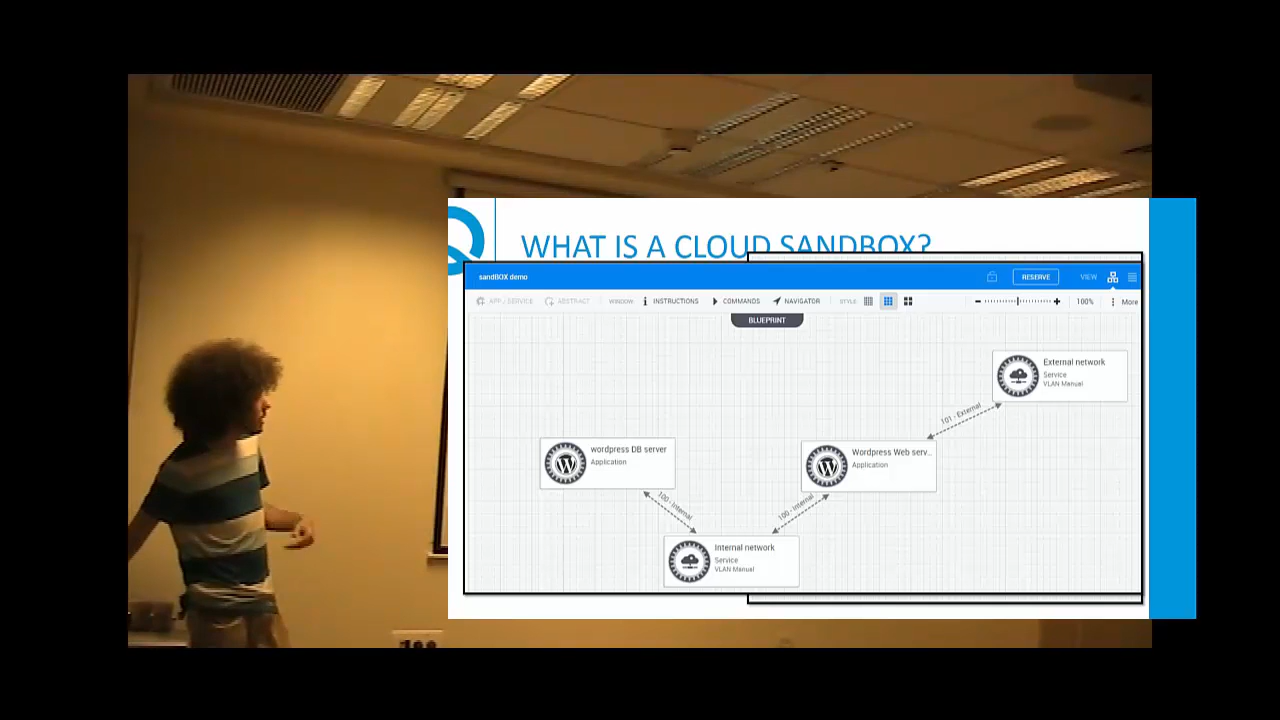 WHAT IS A CLOUD SANDBOX?
sandBOX demo
RESERVE
VIEW
APP / SERVICE
ABSTRACT
WINDOW:
INSTRUCTIONS
COMMANDS
NAVIGATOR
STYLE:
100%
More
BLUEPRINT
External network
Service
VLAN Manual
101 - External
wordpress DB server
Application
Wordpress Web serv..
Application
100 - Internal
100 - Internal
Internal network
Service
VLAN Manual